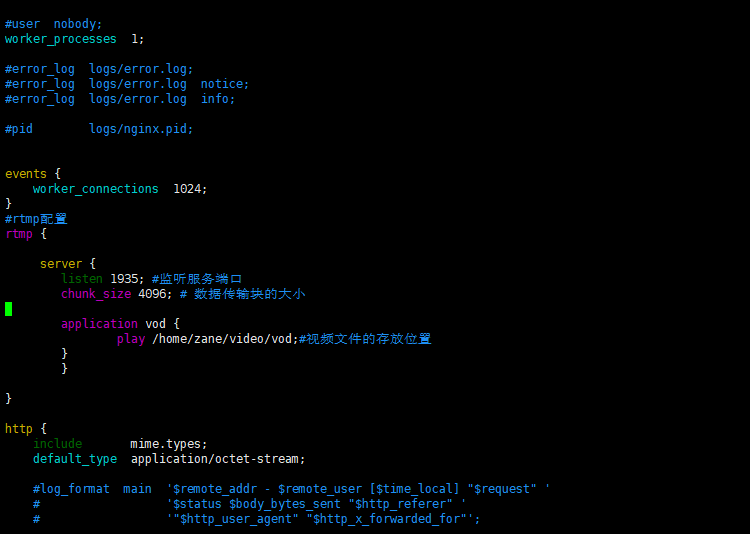 #user  nobody;
worker_processes  1;

#error_log  logs/error.log;
#error_log  logs/error.log  notice;
#error_log  logs/error.log  info;

#pid        logs/nginx.pid;


events {
    worker_connections  1024;
}
#rtmp配置
rtmp {

     server {
        listen 1935; #监听服务端口
        chunk_size 4096; # 数据传输块的大小

        application vod {
                play /home/zane/video/vod;#视频文件的存放位置
        }
        }

}

http {
    include       mime.types;
    default_type  application/octet-stream;

    #log_format  main  '$remote_addr - $remote_user [$time_local] "$request" '
    #                  '$status $body_bytes_sent "$http_referer" '
    #                  '"$http_user_agent" "$http_x_forwarded_for"';